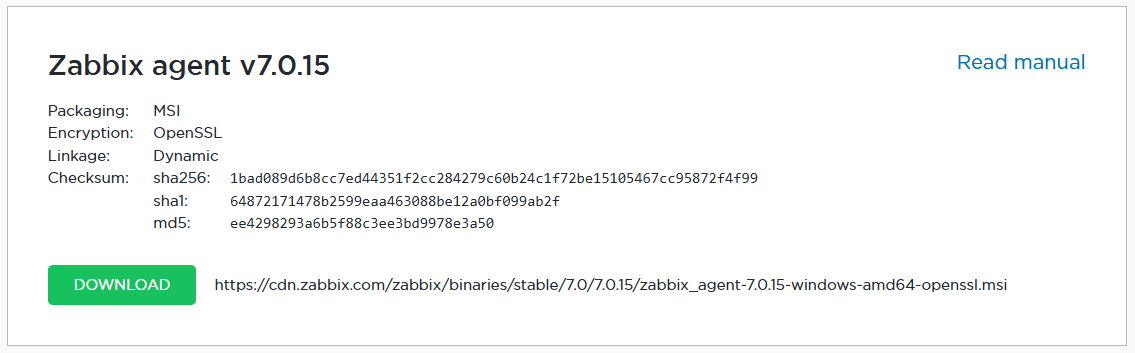 Zabbix agent v7.0.15
Read manual
Packaging: MSI
Encryption: OpenSSL
Linkage: Dynamic
Checksum: sha256: 1bad089d6b8cc7ed44351f2cc284279c60b24c1f72be15105467cc95872f4f99
sha1: 64872171478b2599eaa463088be12a0bf099ab2f
md5: ee4298293a6b5f88c3ee3bd9978e3a50
DOWNLOAD https://cdn.zabbix.com/zabbix/binaries/stable/7.0/7.0.15/zabbix_agent-7.0.15-windows-amd64-openssl.msi